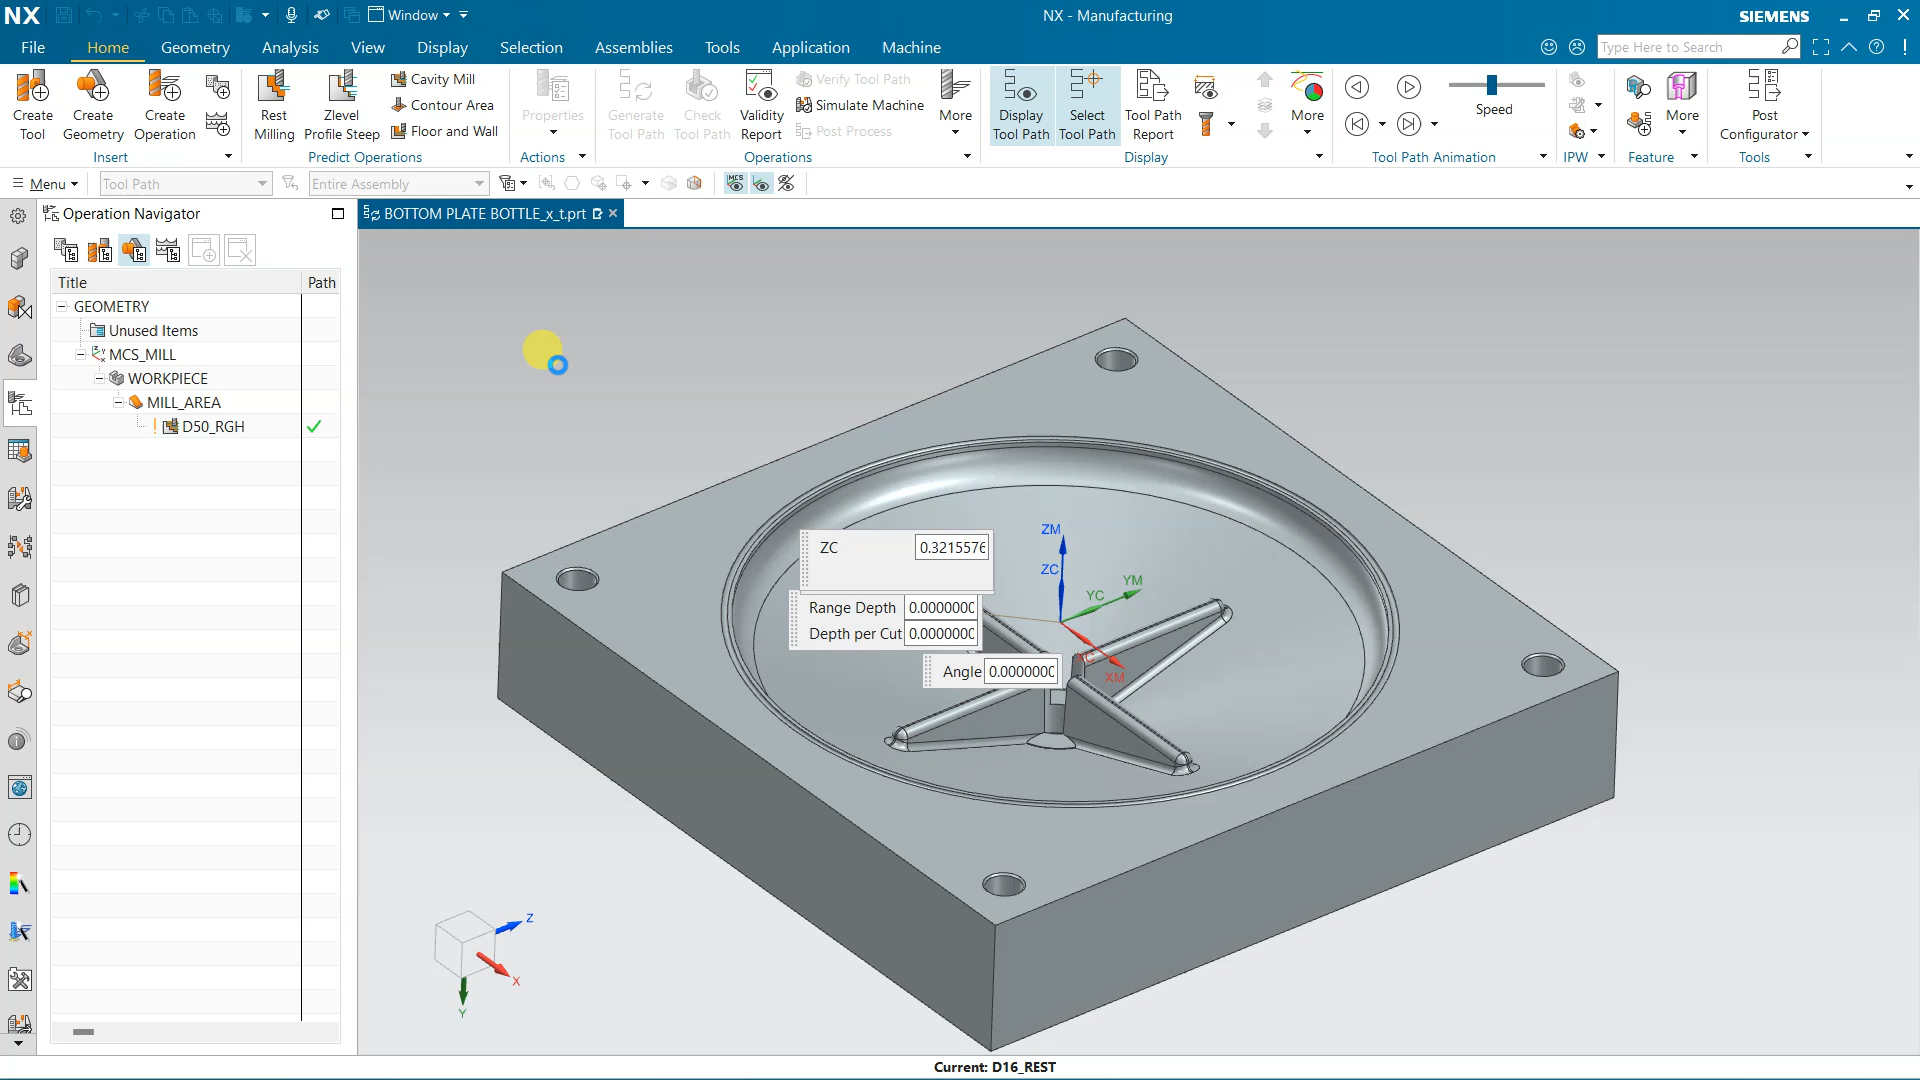 NX
Window
NX - Manufacturing
SIEMENS
File
Home
Geometry
Analysis
View
Display
Selection
Assemblies
Tools
Application
Machine
Type Here to Search
Create Tool
Create Geometry
Create Operation
Insert
Rest Milling
Zlevel Profile Steep
Cavity Mill
Contour Area
Floor and Wall
Predict Operations
Properties
Actions
Generate Tool Path
Check Tool Path
Validity Report
Verify Tool Path
Simulate Machine
Post Process
More
Operations
Display Tool Path
Select Tool Path
Tool Path Report
More
Display
Speed
Tool Path Animation
IPW
More
Feature
Post Configurator
Tools
Menu
Tool Path
Entire Assembly
MCS
Operation Navigator
BOTTOM PLATE BOTTLE_x_t.prt
Title
Path
GEOMETRY
Unused Items
MCS_MILL
WORKPIECE
MILL_AREA
D50_RGH
ZM
ZC
YM
YC
XC
XM
ZC 0.3215576
Range Depth 0.0000000
Depth per Cut 0.0000000
Angle 0.0000000
Z
X
Y
Current: D16_REST